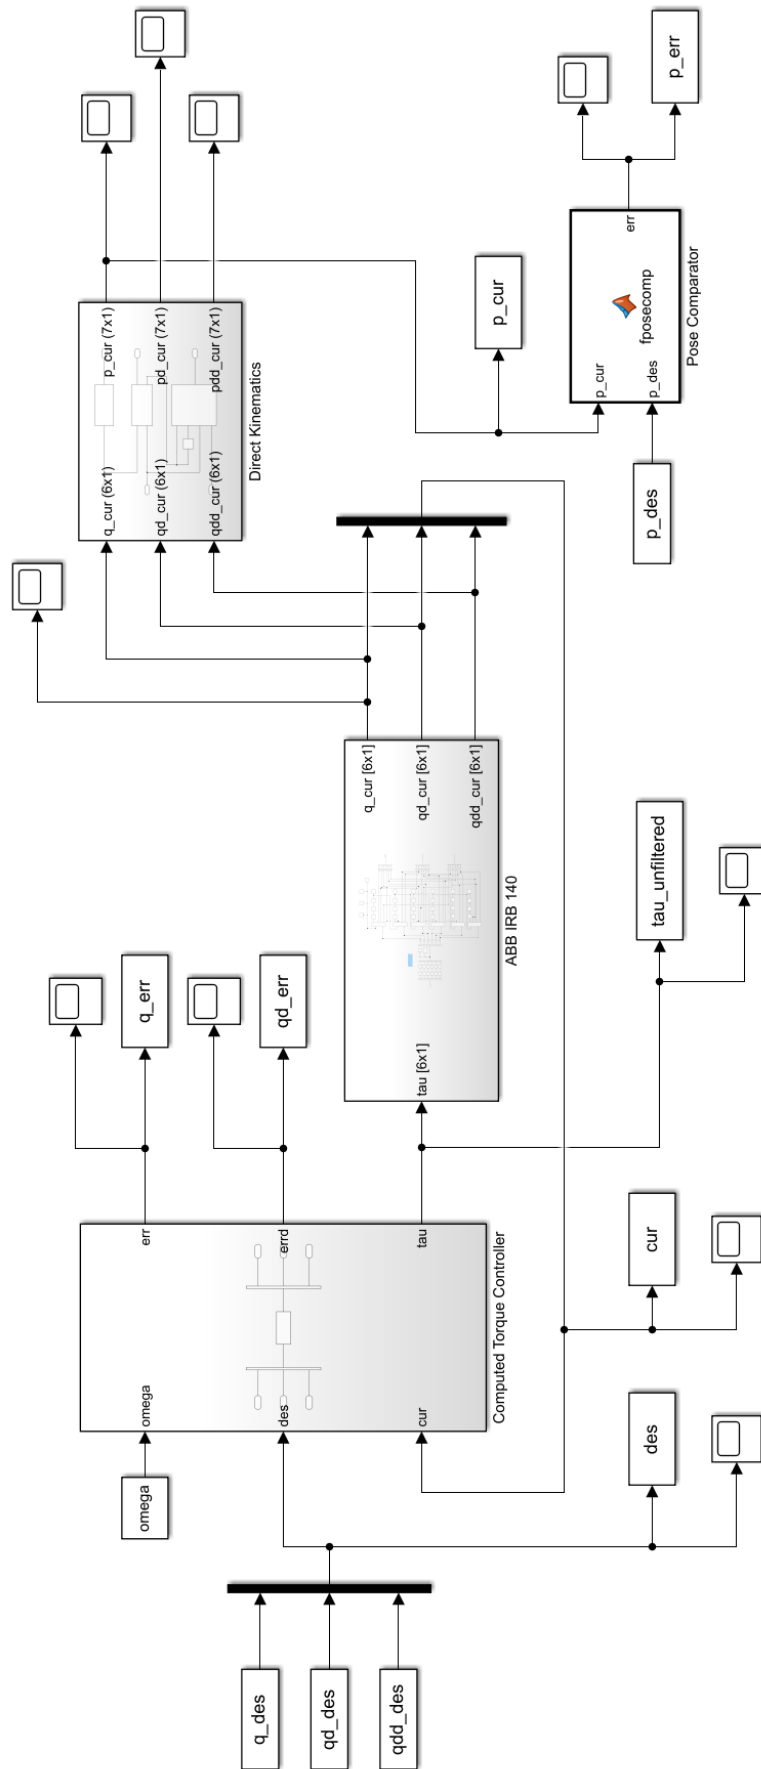 q_des
qd_des
qdd_des
omega
omega
des
cur
err
errd
tau
Computed Torque Controller
q_err
qd_err
des
cur
tau [6x1]
q_cur [6x1]
qd_cur [6x1]
qdd_cur [6x1]
ABB IRB 140
tau_unfiltered
q_cur (6x1)
qd_cur (6x1)
qdd_cur (6x1)
p_cur (7x1)
pd_cur (7x1)
pdd_cur (7x1)
Direct Kinematics
p_cur
p_des
p_cur
p_des
fposecomp
err
Pose Comparator
p_err